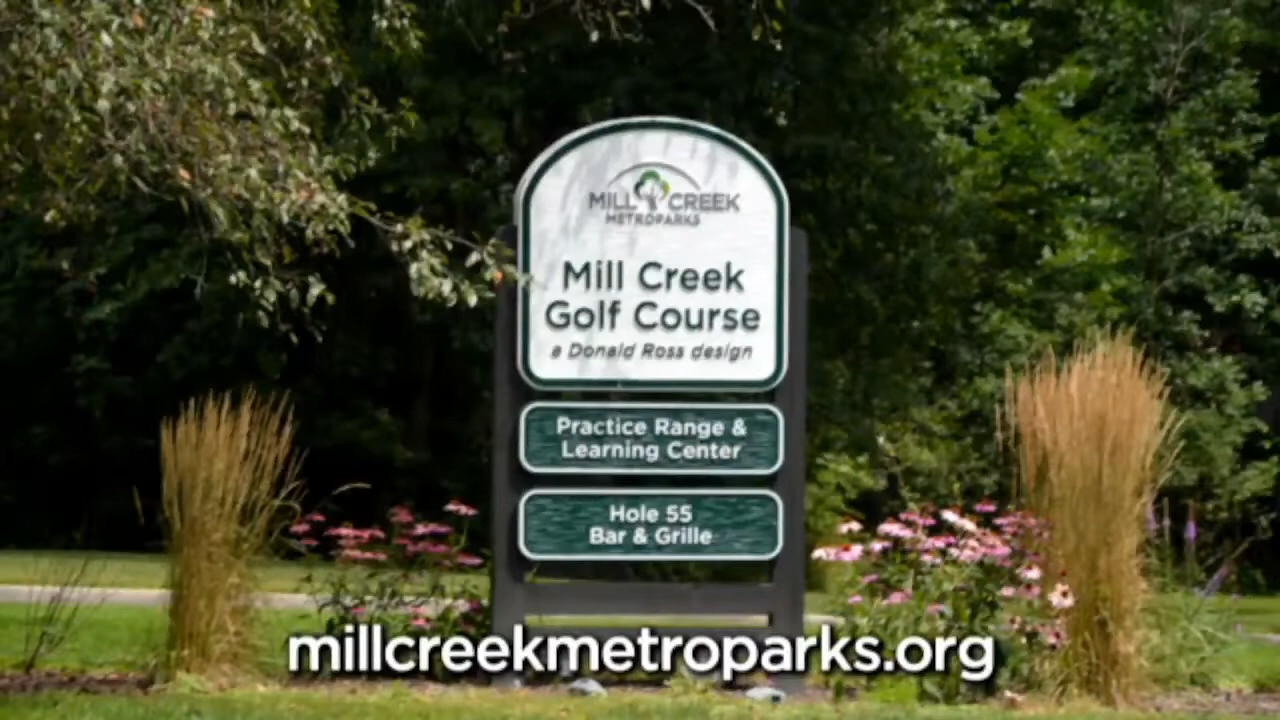 MILL CREEK
METROPARKS
Mill Creek
Golf Course
a Donald Ross design
Practice Range &
Learning Center
Hole 55
Bar & Grille
millcreekmetroparks.org